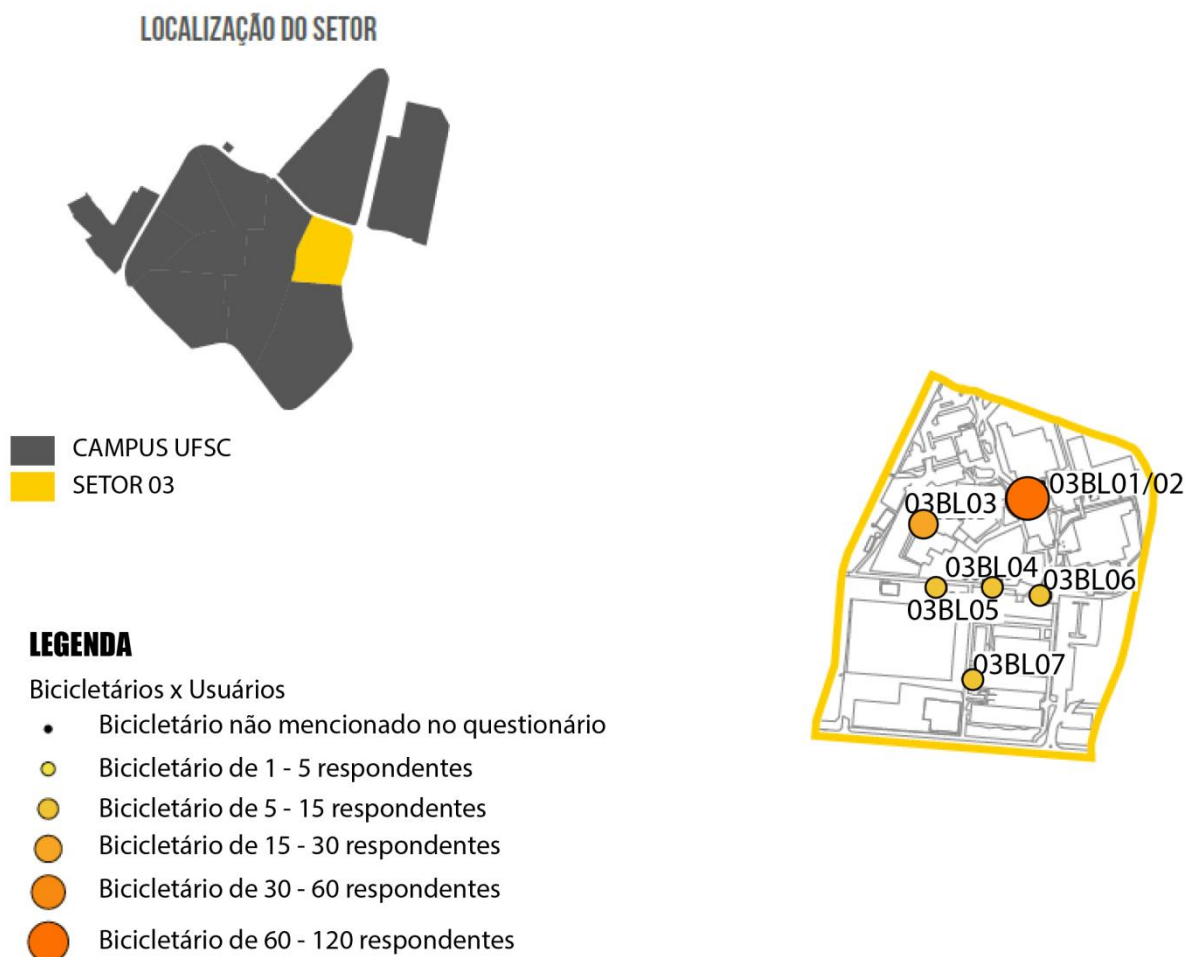 LOCALIZAÇÃO DO SETOR
CAMPUS UFSC
SETOR 03
03BL01/02
03BL03
03BL04
03BL06
03BL05
03BL07
LEGENDA
Bicicletários x Usuários
Bicicletário não mencionado no questionário
Bicicletário de 1 - 5 respondentes
Bicicletário de 5 - 15 respondentes
Bicicletário de 15 - 30 respondentes
Bicicletário de 30 - 60 respondentes
Bicicletário de 60 - 120 respondentes